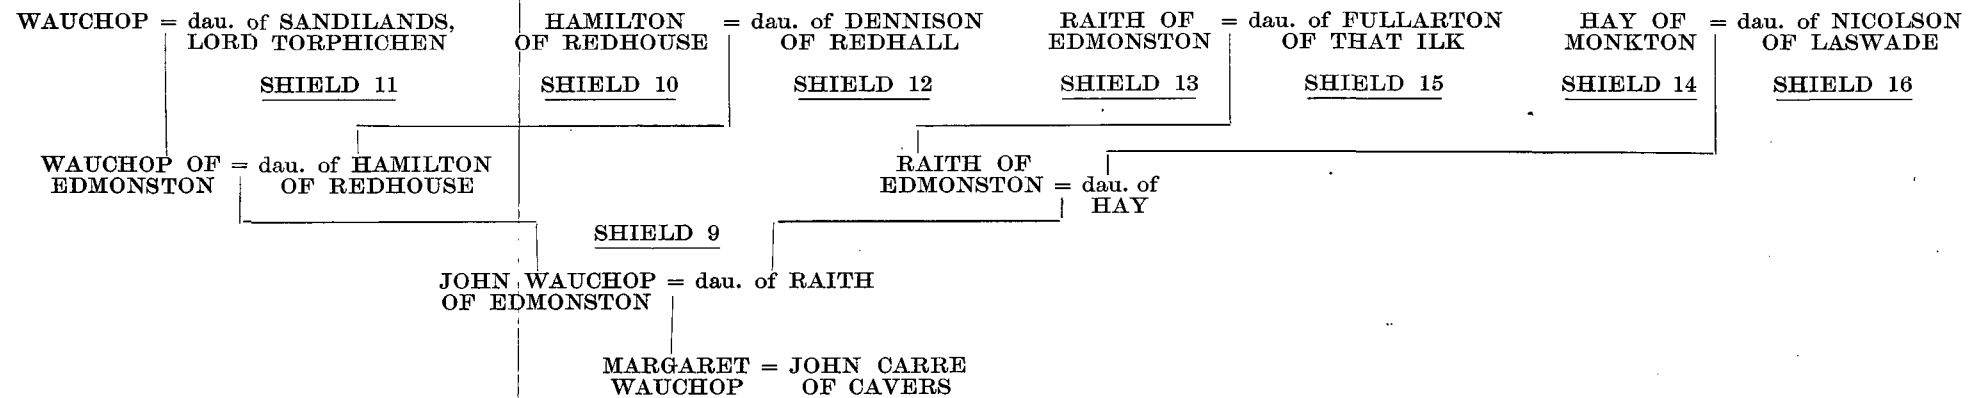 WAUCHOP = dau. of SANDILANDS,
LORD TORPHICHEN
HAMILTON = dau. of DENNISON
OF REDHOUSE OF REDHALL
RAITH OF = dau. of FULLARTON
EDMONSTON OF THAT ILK
HAY OF = dau. of NICOLSON
MONKTON OF LASWADE
SHIELD 11 SHIELD 10 SHIELD 12 SHIELD 13 SHIELD 15 SHIELD 14 SHIELD 16
WAUCHOP OF = dau. of HAMILTON
EDMONSTON OF REDHOUSE
RAITH OF
EDMONSTON = dau. of
HAY
SHIELD 9
JOHN WAUCHOP = dau. of RAITH
OF EDMONSTON
MARGARET = JOHN CARRE
WAUCHOP OF CAVERS